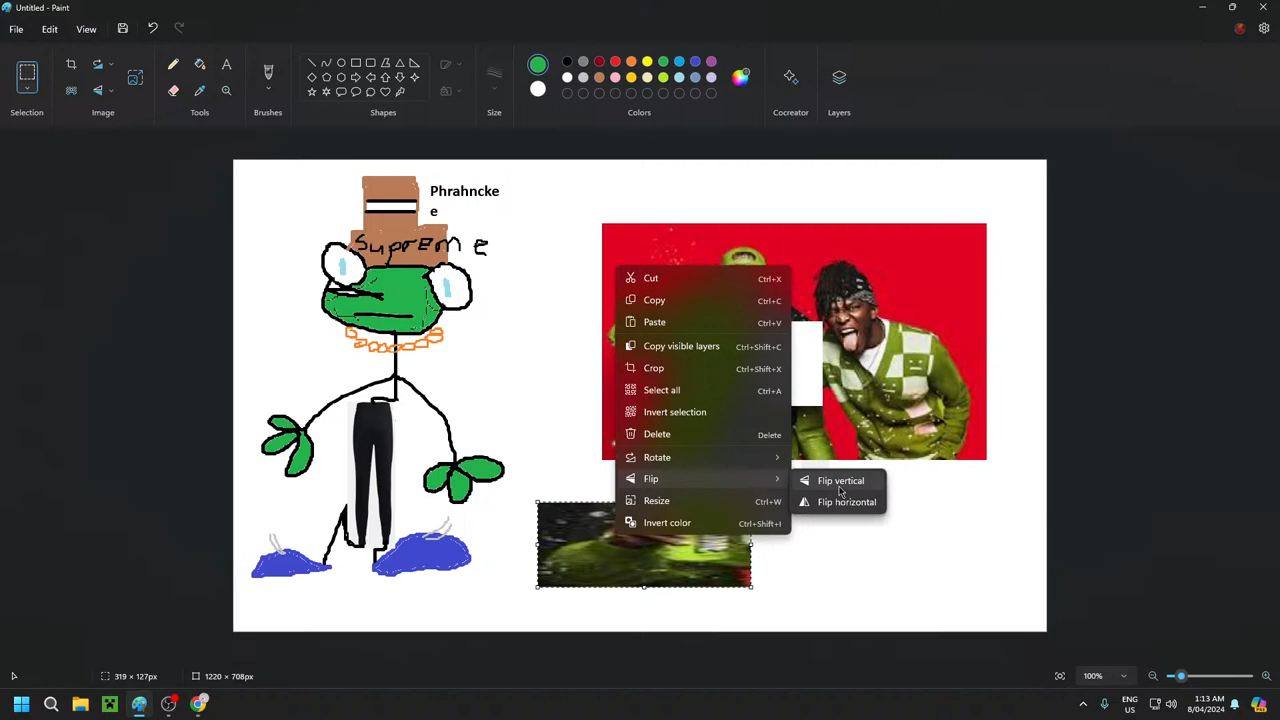 Untitled - Paint
File Edit View
Selection Image Tools Brushes Shapes Size Colors Cocreator Layers
Phrahncke
e
Supreme
Cut Ctrl+X
Copy Ctrl+C
Paste Ctrl+V
Copy visible layers Ctrl+Shift+C
Crop Ctrl+Shift+X
Select all Ctrl+A
Invert selection
Delete Delete
Rotate
Flip
Flip vertical
Flip horizontal
Resize Ctrl+W
Invert color Ctrl+Shift+I
319 × 127px 1220 × 708px 100%
ENG
US
1:13 AM
8/04/2024